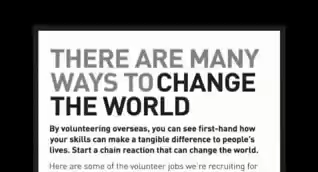 THERE ARE MANY
WAYS TO CHANGE
THE WORLD
By volunteering overseas, you can see first-hand how
your skills can make a tangible difference to people's
lives. Start a chain reaction that can change the world.
Here are some of the volunteer jobs we're recruiting for